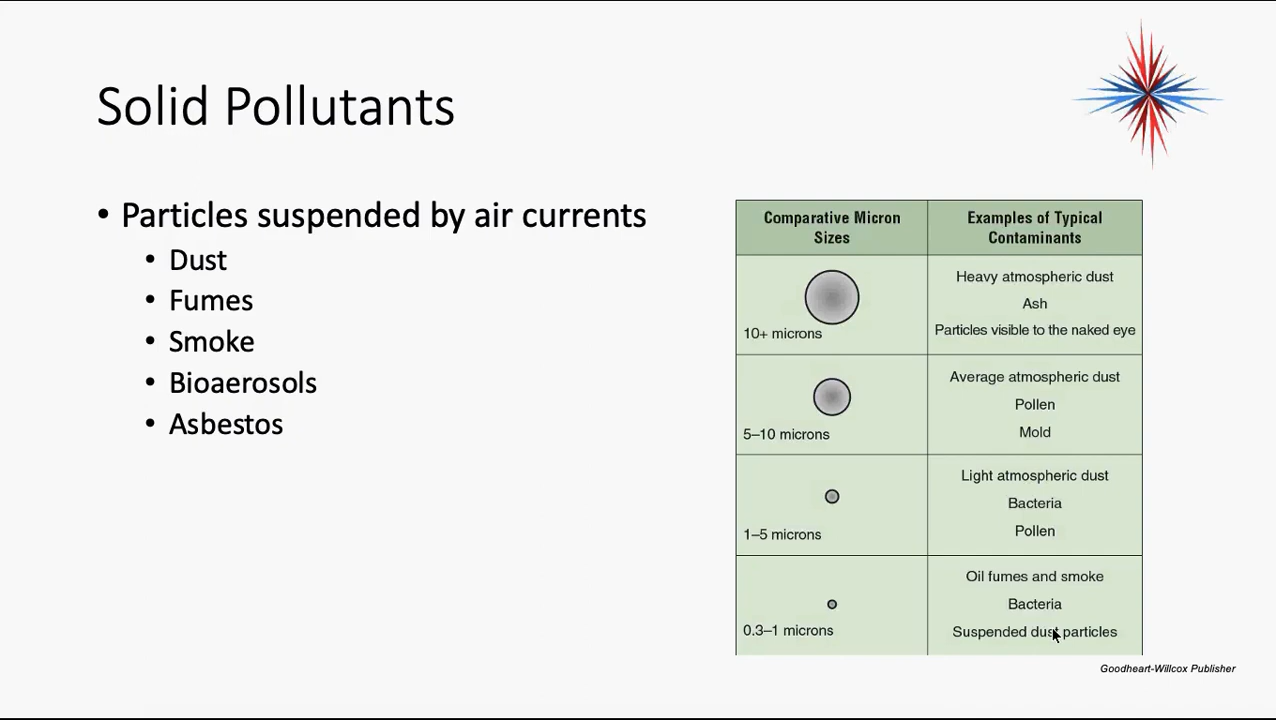 Solid Pollutants
• Particles suspended by air currents
• Dust
• Fumes
• Smoke
• Bioaerosols
• Asbestos
Comparative Micron
Sizes
Examples of Typical
Contaminants
10+ microns
Heavy atmospheric dust
Ash
Particles visible to the naked eye
5–10 microns
Average atmospheric dust
Pollen
Mold
1–5 microns
Light atmospheric dust
Bacteria
Pollen
0.3–1 microns
Oil fumes and smoke
Bacteria
Suspended dust particles
Goodheart-Willcox Publisher